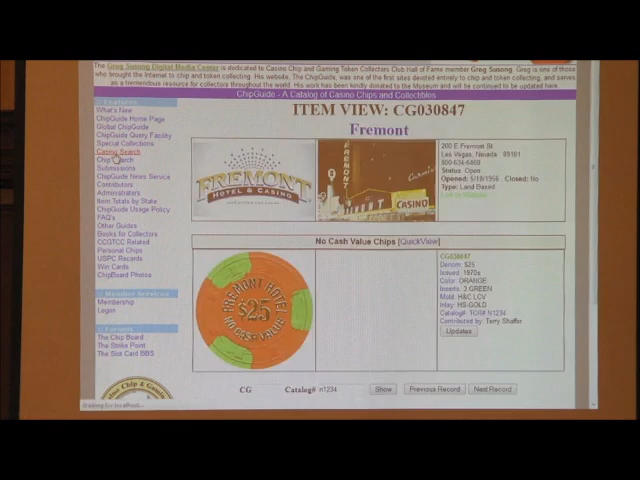 The Greg Susong Digital Media Center is dedicated to Casino Chip and Gaming Token Collectors Club Hall of Fame member Greg Susong. Greg is one of those
who brought the Internet to chip and token collecting. His website, The ChipGuide, was one of the first sites devoted entirely to chip and token collecting, and serves
as a tremendous resource for collectors throughout the world. His work has been kindly donated to the Museum and will be continued to be updated here.
ChipGuide - A Catalog of Casino Chips and Collectibles
:: Features
What's New
ChipGuide Home Page
Global ChipGuide
ChipGuide Query Facility
Special Collections
Casino Search
Chip Search
Submissions
ChipGuide News Service
Contributors
Administrators
Item Totals by State
ChipGuide Usage Policy
FAQ's
Other Guides
Books for Collectors
CCGTCC Related
Personal Chips
USPC Records
Win Cards
ChipBoard Photos
:: Member Services
Membership
Logon
:: Forums
The Chip Board
The Strike Point
The Slot Card BBS
ITEM VIEW: CG030847
Fremont
FREMONT
HOTEL & CASINO
FREMONT
CASINO
200 E Fremont St
Las Vegas, Nevada 89101
800-634-6460
Status: Open
Opened: 5/18/1956 . Closed: No
Type: Land Based
No Cash Value Chips [QuickView]
FREMONT HOTEL
$25
NO CASH VALUE
CG030847
Denom: $25
Issued: 1970s
Color: ORANGE
Inserts: 3 GREEN
Mold: H&C LCV
Inlay: HS-GOLD
Catalog#: TCR# N1234
Contributed by: Terry Shaffer
Updates
CG
Catalog# n1234
Show
Previous Record
Next Record